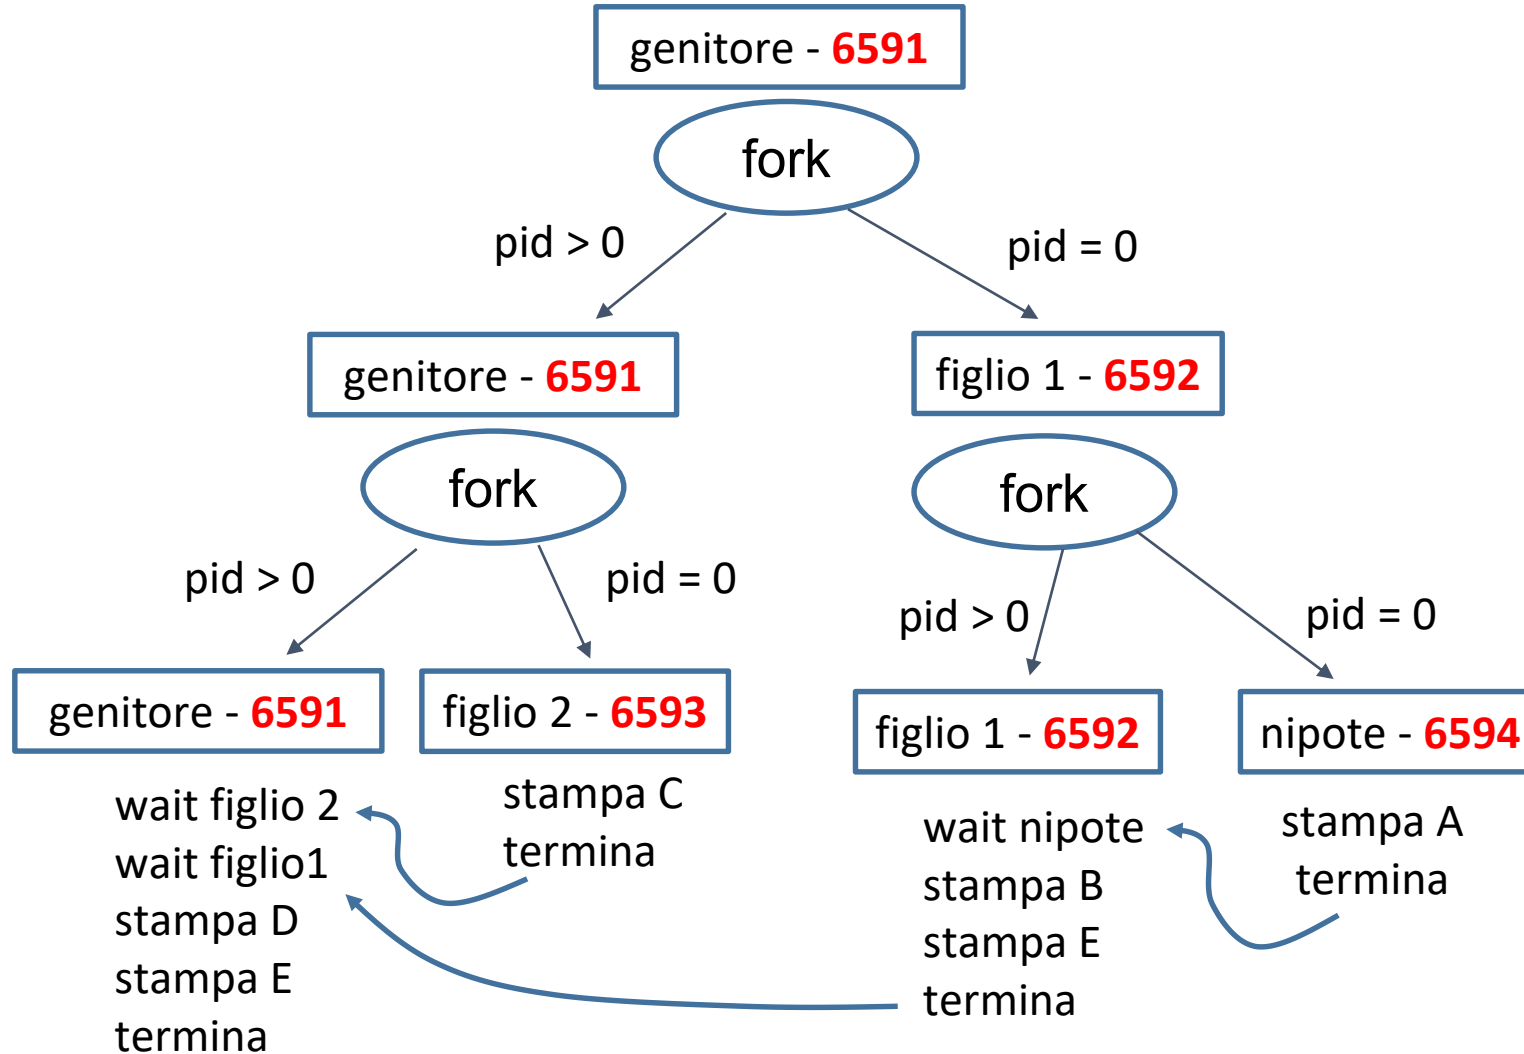 genitore - 6591
fork
pid > 0
pid = 0
genitore - 6591
figlio 1 - 6592
fork
fork
pid > 0
pid = 0
pid > 0
pid = 0
genitore - 6591
figlio 2 - 6593
figlio 1 - 6592
nipote - 6594
wait figlio 2
wait figlio1
stampa D
stampa E
termina
stampa C
termina
wait nipote
stampa B
stampa E
termina
stampa A
termina